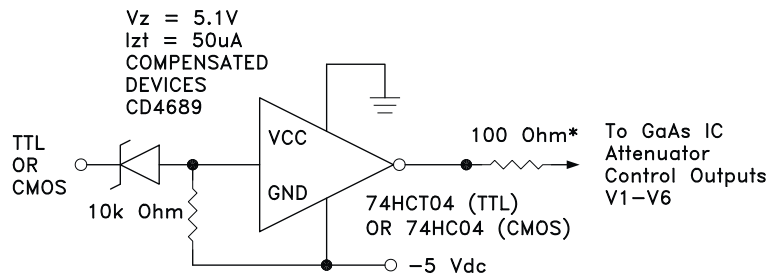 Vz = 5.1V
Izt = 50uA
COMPENSATED
DEVICES
CD4689
TTL
OR
CMOS
10k Ohm
VCC
GND
74HCT04 (TTL)
OR 74HC04 (CMOS)
-5 Vdc
100 Ohm*
To GaAs IC
Attenuator
Control Outputs
V1-V6